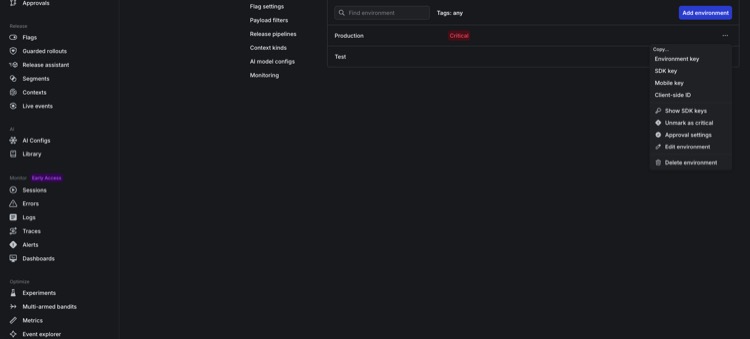 Approvals
Release
Flags
Guarded rollouts
Release assistant
Segments
Contexts
Live events
AI
AI Configs
Library
Monitor Early Access
Sessions
Errors
Logs
Traces
Alerts
Dashboards
Optimize
Experiments
Multi-armed bandits
Metrics
Event explorer
Flag settings
Payload filters
Release pipelines
Context kinds
AI model configs
Monitoring
Find environment Tags: any Add environment
Production Critical
Test
Copy...
Environment key
SDK key
Mobile key
Client-side ID
Show SDK keys
Unmark as critical
Approval settings
Edit environment
Delete environment